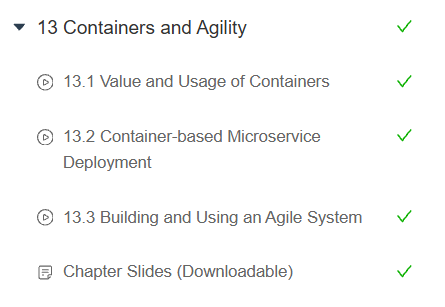 13 Containers and Agility
13.1 Value and Usage of Containers
13.2 Container-based Microservice
Deployment
13.3 Building and Using an Agile System
Chapter Slides (Downloadable)